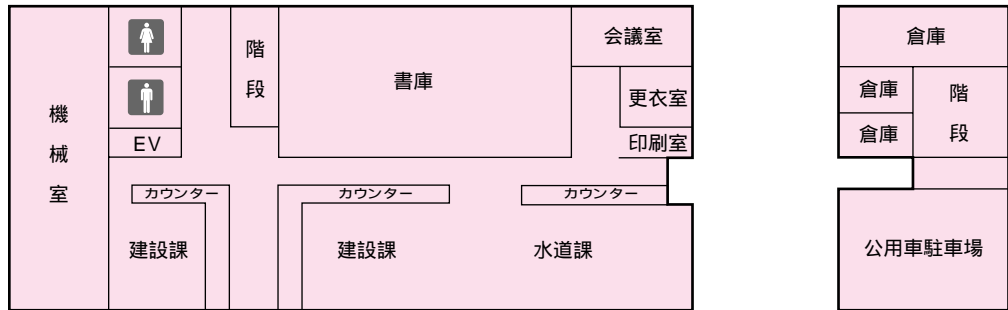 機械室
EV
階段
書庫
会議室
更衣室
印刷室
カウンター
カウンター
カウンター
建設課
建設課
水道課
倉庫
倉庫
倉庫
階段
公用車駐車場